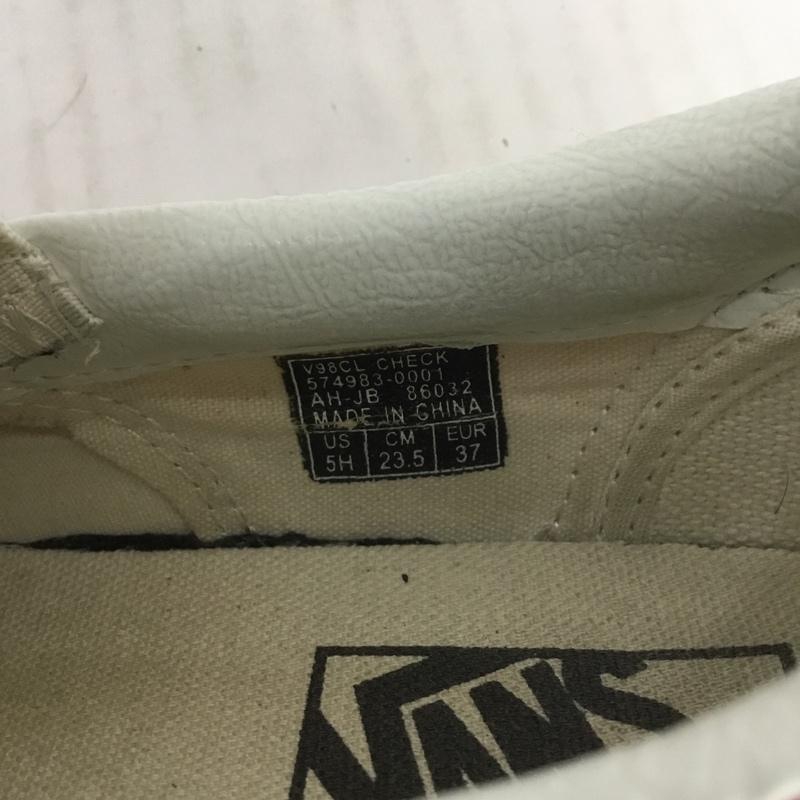 V98CL CHECK
574983-0001
AH-JB 86032
MADE IN CHINA
US CM EUR
5H 23.5 37
VANS